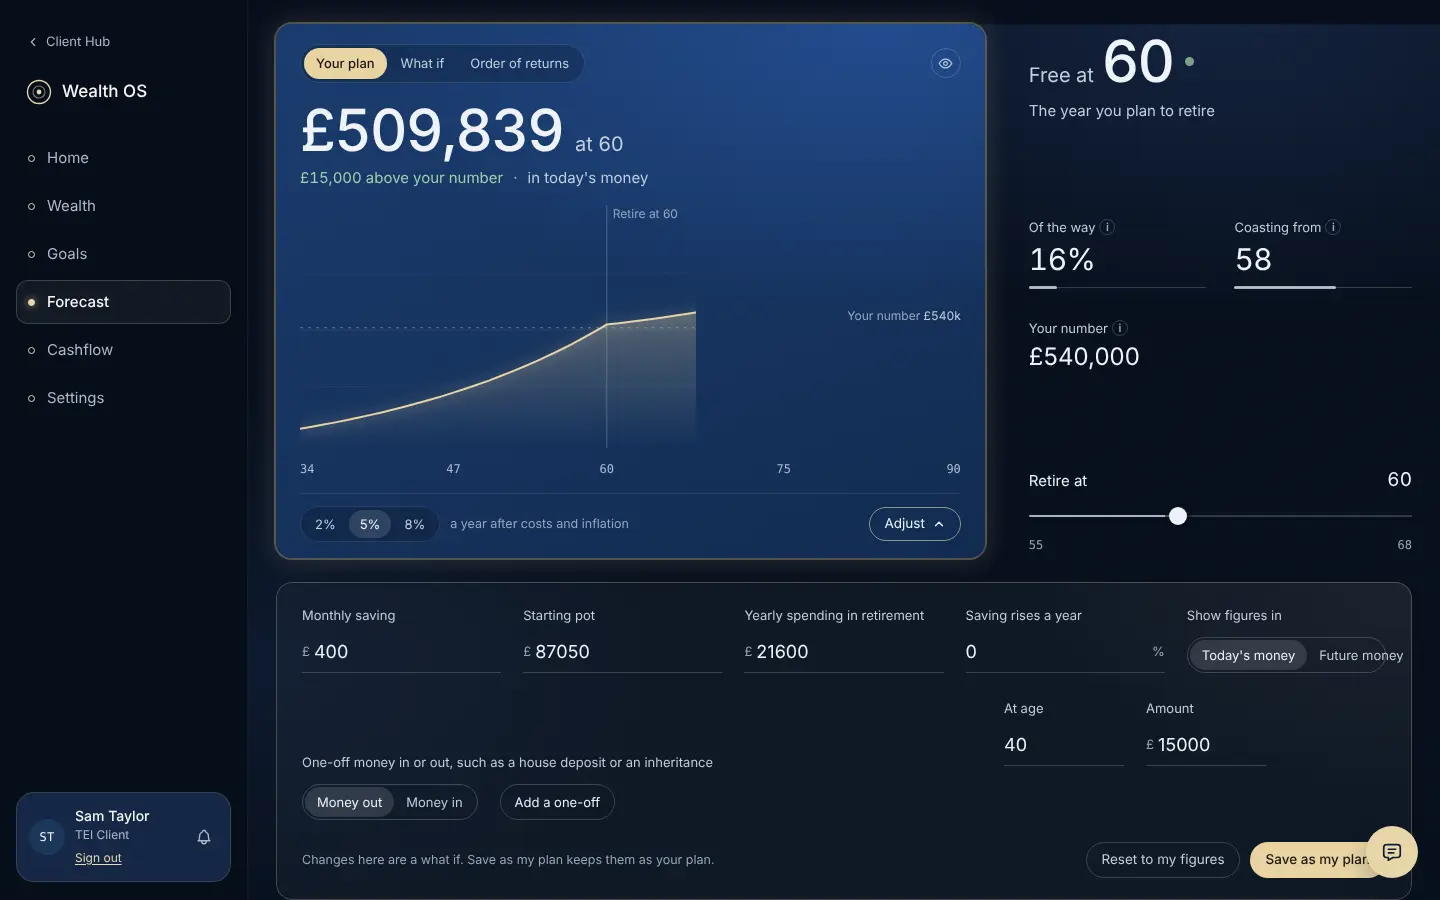 Client Hub
Wealth OS
Home
Wealth
Goals
Forecast
Cashflow
Settings
ST
Sam Taylor
TEI Client
Sign out
Your plan What if Order of returns
£509,839 at 60
£15,000 above your number · in today's money
Retire at 60
Your number £540k
34 47 60 75 90
2% 5% 8% a year after costs and inflation
Adjust
Free at 60
The year you plan to retire
Of the way i
16%
Coasting from i
58
Your number i
£540,000
Retire at 60
55 68
Monthly saving
£ 400
Starting pot
£ 87050
Yearly spending in retirement
£ 21600
Saving rises a year
0 %
Show figures in
Today's money Future money
One-off money in or out, such as a house deposit or an inheritance
Money out Money in Add a one-off
At age
40
Amount
£ 15000
Changes here are a what if. Save as my plan keeps them as your plan.
Reset to my figures
Save as my plan